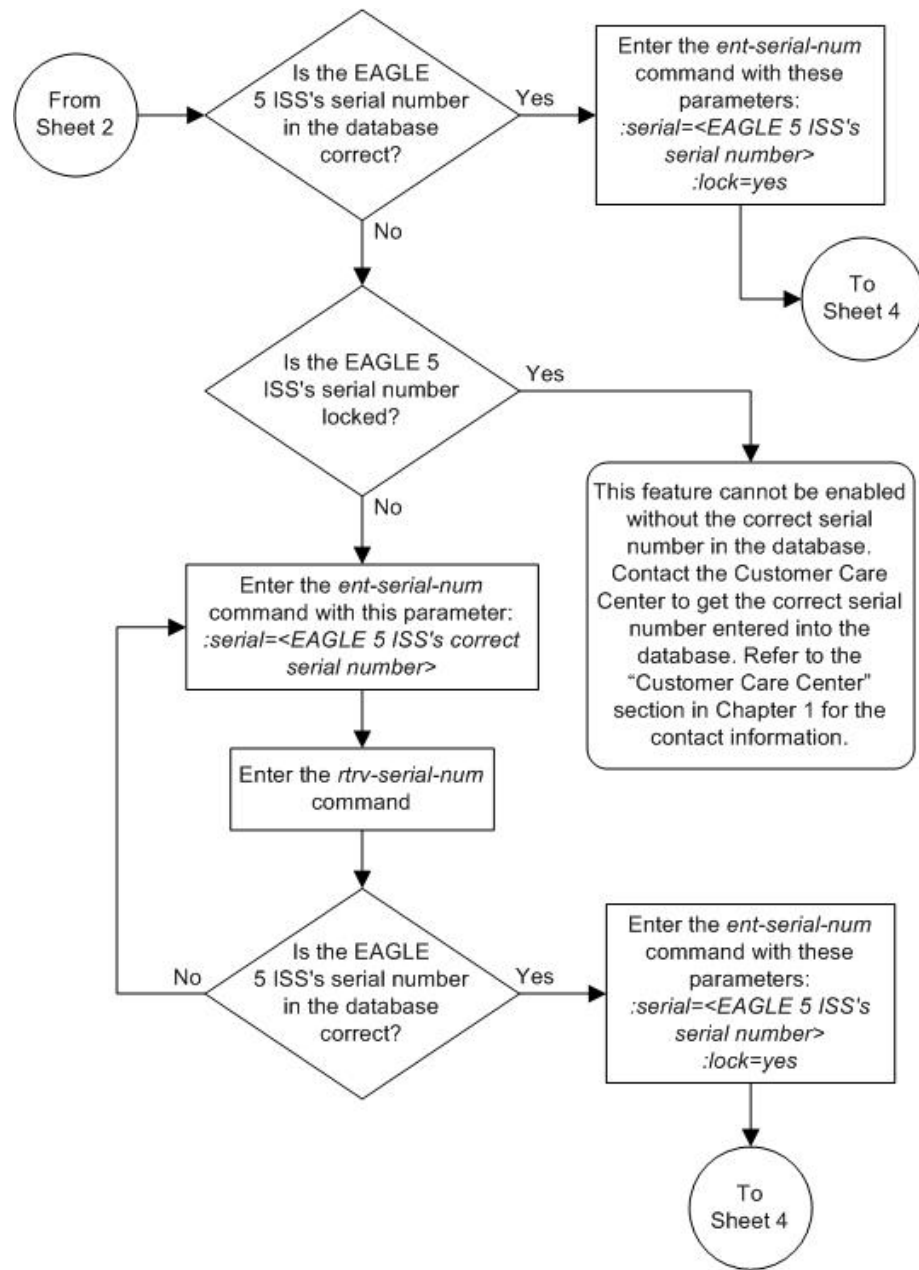 From
Sheet 2
Is the EAGLE
5 ISS's serial number
in the database
correct?
Yes
Enter the ent-serial-num
command with these
parameters:
:serial=<EAGLE 5 ISS's
serial number>
:lock=yes
To
Sheet 4
No
Is the EAGLE 5
ISS's serial number
locked?
Yes
This feature cannot be enabled
without the correct serial
number in the database.
Contact the Customer Care
Center to get the correct serial
number entered into the
database. Refer to the
“Customer Care Center”
section in Chapter 1 for the
contact information.
No
Enter the ent-serial-num
command with this parameter:
:serial=<EAGLE 5 ISS's correct
serial number>
Enter the rtrv-serial-num
command
Is the EAGLE
5 ISS's serial number
in the database
correct?
No
Yes
Enter the ent-serial-num
command with these
parameters:
:serial=<EAGLE 5 ISS's
serial number>
:lock=yes
To
Sheet 4